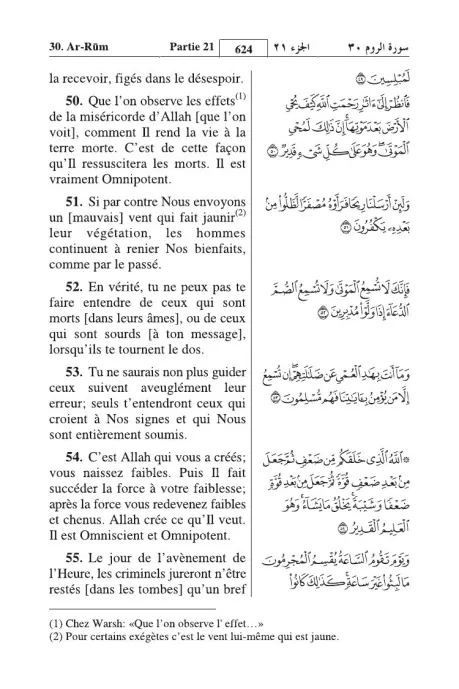 30. Ar-Rūm Partie 21 624 الجزء ٢١ سورة الروم ٣٠
la recevoir, figés dans le désespoir.
50. Que l’on observe les effets(1)
de la miséricorde d’Allah [que l’on
voit], comment Il rend la vie à la
terre morte. C’est de cette façon
qu’Il ressuscitera les morts. Il est
vraiment Omnipotent.
51. Si par contre Nous envoyons
un [mauvais] vent qui fait jaunir(2)
leur végétation, les hommes
continuent à renier Nos bienfaits,
comme par le passé.
52. En vérité, tu ne peux pas te
faire entendre de ceux qui sont
morts [dans leurs âmes], ou de ceux
qui sont sourds [à ton message],
lorsqu’ils te tournent le dos.
53. Tu ne saurais non plus guider
ceux suivent aveuglément leur
erreur; seuls t’entendront ceux qui
croient à Nos signes et qui Nous
sont entièrement soumis.
54. C’est Allah qui vous a créés;
vous naissez faibles. Puis Il fait
succéder la force à votre faiblesse;
après la force vous redevenez faibles
et chenus. Allah crée ce qu’Il veut.
Il est Omniscient et Omnipotent.
55. Le jour de l’avènement de
l’Heure, les criminels jureront n’être
restés [dans les tombes] qu’un bref
لَمُبْلِسِينَ ٤٩
فَٱنظُرْ إِلَىٰٓ ءَاثَٰرِ رَحْمَتِ ٱللَّهِ كَيْفَ يُحْىِ
ٱلْأَرْضَ بَعْدَ مَوْتِهَآ إِنَّ ذَٰلِكَ لَمُحْىِ
ٱلْمَوْتَىٰ وَهُوَ عَلَىٰ كُلِّ شَىْءٍ قَدِيرٌ ٥٠
وَلَئِنْ أَرْسَلْنَا رِيحًا فَرَأَوْهُ مُصْفَرًّا لَّظَلُّوا۟ مِنۢ
بَعْدِهِۦ يَكْفُرُونَ ٥١
فَإِنَّكَ لَا تُسْمِعُ ٱلْمَوْتَىٰ وَلَا تُسْمِعُ ٱلصُّمَّ
ٱلدُّعَآءَ إِذَا وَلَّوْا۟ مُدْبِرِينَ ٥٢
وَمَآ أَنتَ بِهَٰدِ ٱلْعُمْىِ عَن ضَلَٰلَتِهِمْ إِن تُسْمِعُ
إِلَّا مَن يُؤْمِنُ بِـَٔايَٰتِنَا فَهُم مُّسْلِمُونَ ٥٣
۞ ٱللَّهُ ٱلَّذِى خَلَقَكُم مِّن ضَعْفٍ ثُمَّ جَعَلَ
مِنۢ بَعْدِ ضَعْفٍ قُوَّةً ثُمَّ جَعَلَ مِنۢ بَعْدِ قُوَّةٍ
ضَعْفًا وَشَيْبَةً يَخْلُقُ مَا يَشَآءُ وَهُوَ
ٱلْعَلِيمُ ٱلْقَدِيرُ ٥٤
وَيَوْمَ تَقُومُ ٱلسَّاعَةُ يُقْسِمُ ٱلْمُجْرِمُونَ
مَا لَبِثُوا۟ غَيْرَ سَاعَةٍ كَذَٰلِكَ كَانُوا۟
(1) Chez Warsh: «Que l’on observe l’ effet…»
(2) Pour certains exégètes c’est le vent lui-même qui est jaune.